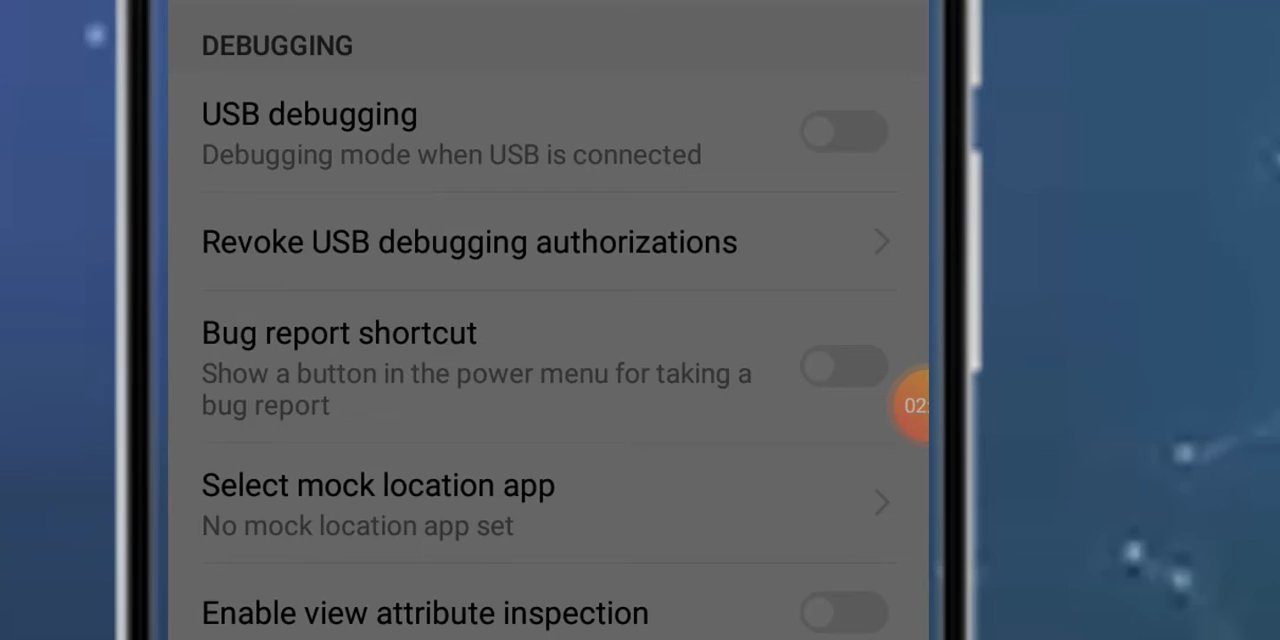 DEBUGGING
USB debugging
Debugging mode when USB is connected
Revoke USB debugging authorizations
Bug report shortcut
Show a button in the power menu for taking a
bug report
02:
Select mock location app
No mock location app set
Enable view attribute inspection